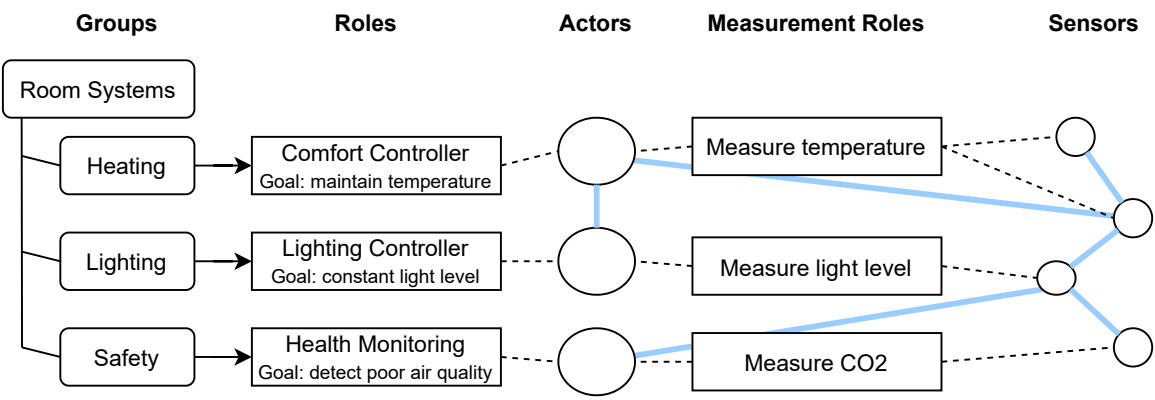 Groups
Roles
Actors
Measurement Roles
Sensors
Room Systems
Heating
Comfort Controller
Goal: maintain temperature
Measure temperature
Lighting
Lighting Controller
Goal: constant light level
Measure light level
Safety
Health Monitoring
Goal: detect poor air quality
Measure CO2